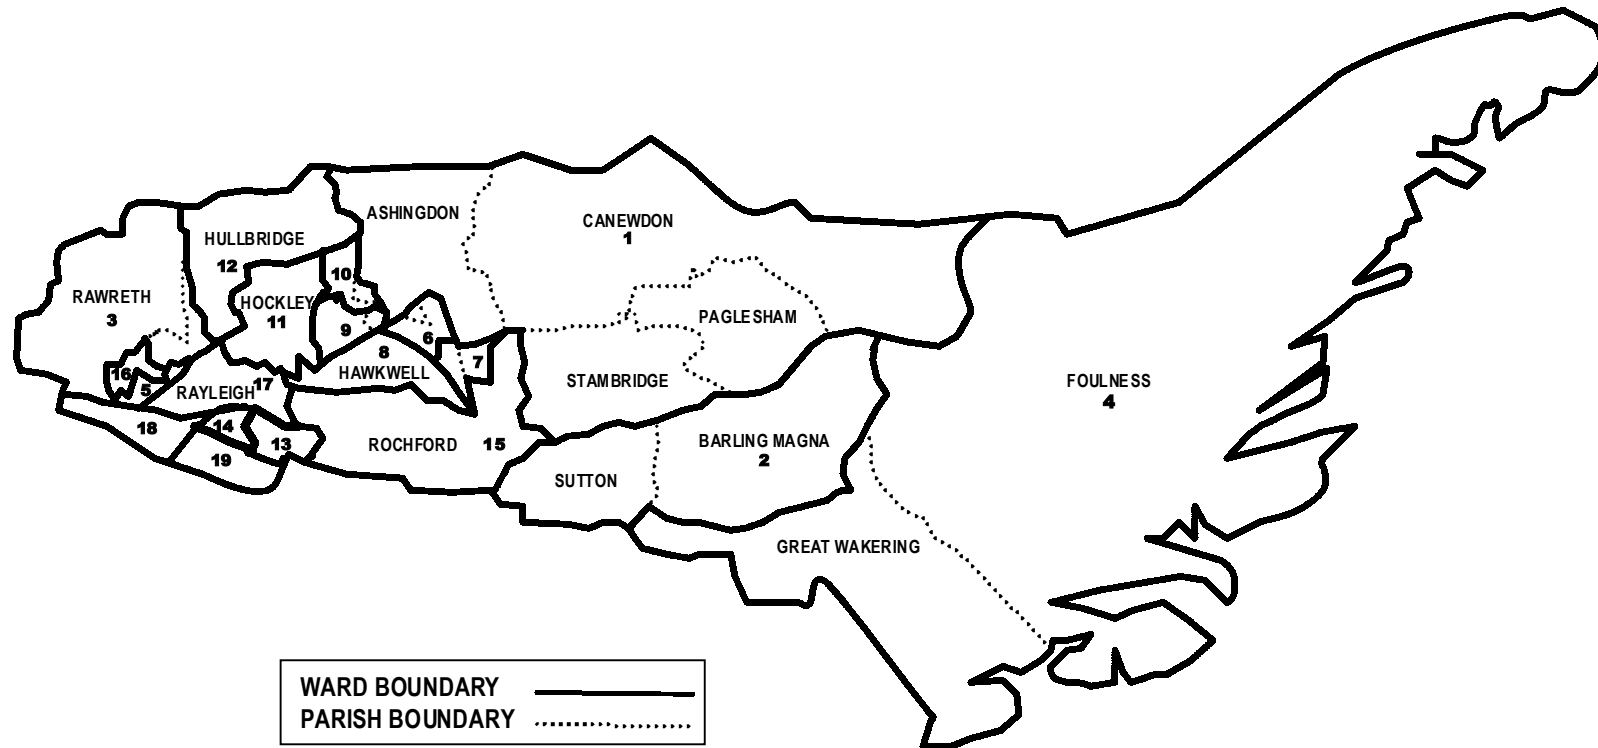 ASHINGDON
CANEWDON
1
HULLBRIDGE
12
10
RAWRETH
3
HOCKLEY
11
9
6
PAGLESHAM
8
7
HAWKWELL
STAMBRIDGE
FOULNESS
4
16
5
RAYLEIGH
17
18
14
13
19
ROCHFORD
15
BARLING MAGNA
2
SUTTON
GREAT WAKERING
WARD BOUNDARY
PARISH BOUNDARY